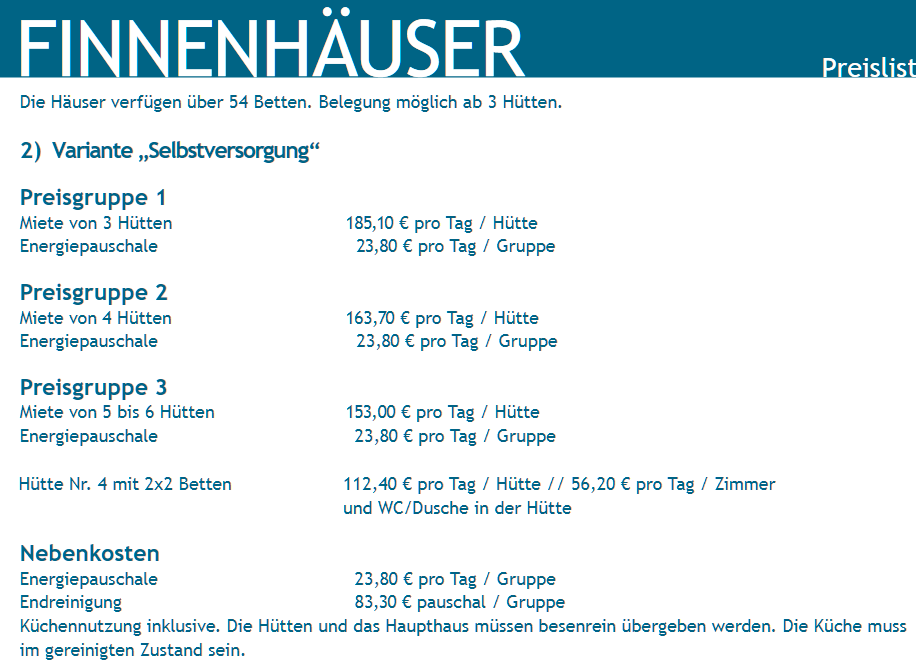 FINNENHÄUSER
Preislist
Die Häuser verfügen über 54 Betten. Belegung möglich ab 3 Hütten.
2) Variante „Selbstversorgung“
Preisgruppe 1
Miete von 3 Hütten 185,10 € pro Tag / Hütte
Energiepauschale 23,80 € pro Tag / Gruppe
Preisgruppe 2
Miete von 4 Hütten 163,70 € pro Tag / Hütte
Energiepauschale 23,80 € pro Tag / Gruppe
Preisgruppe 3
Miete von 5 bis 6 Hütten 153,00 € pro Tag / Hütte
Energiepauschale 23,80 € pro Tag / Gruppe
Hütte Nr. 4 mit 2x2 Betten 112,40 € pro Tag / Hütte // 56,20 € pro Tag / Zimmer
und WC/Dusche in der Hütte
Nebenkosten
Energiepauschale 23,80 € pro Tag / Gruppe
Endreinigung 83,30 € pauschal / Gruppe
Küchennutzung inklusive. Die Hütten und das Haupthaus müssen besenrein übergeben werden. Die Küche muss
im gereinigten Zustand sein.